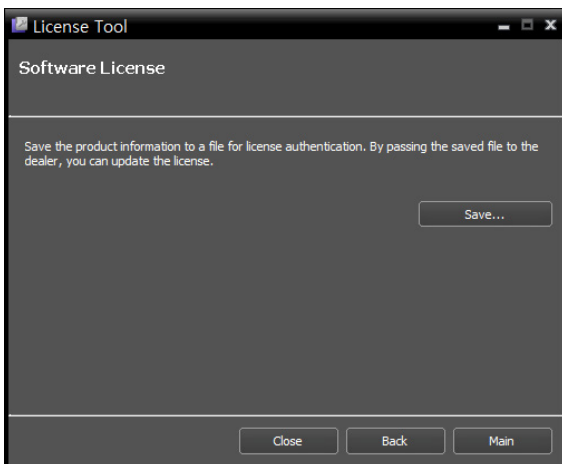 License Tool
Software License
Save the product information to a file for license authentication. By passing the saved file to the
dealer, you can update the license.
Save...
Close Back Main